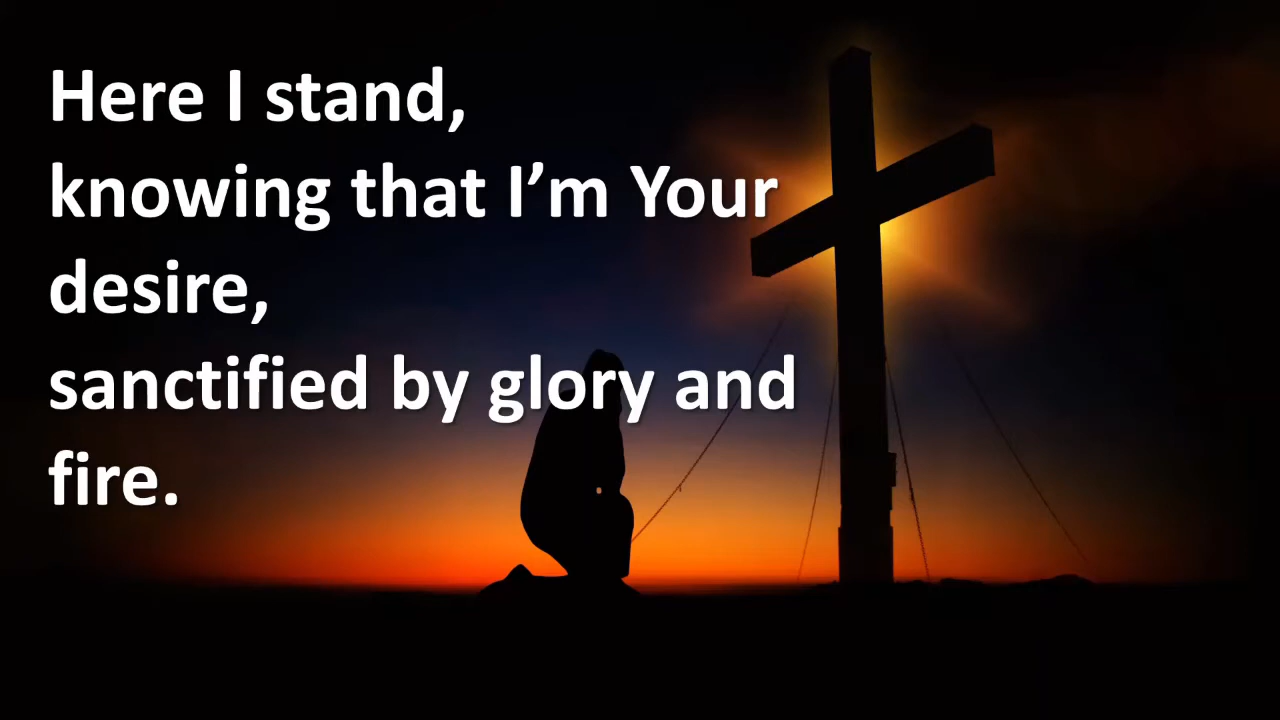 Here I stand,
knowing that I’m Your
desire,
sanctified by glory and
fire.